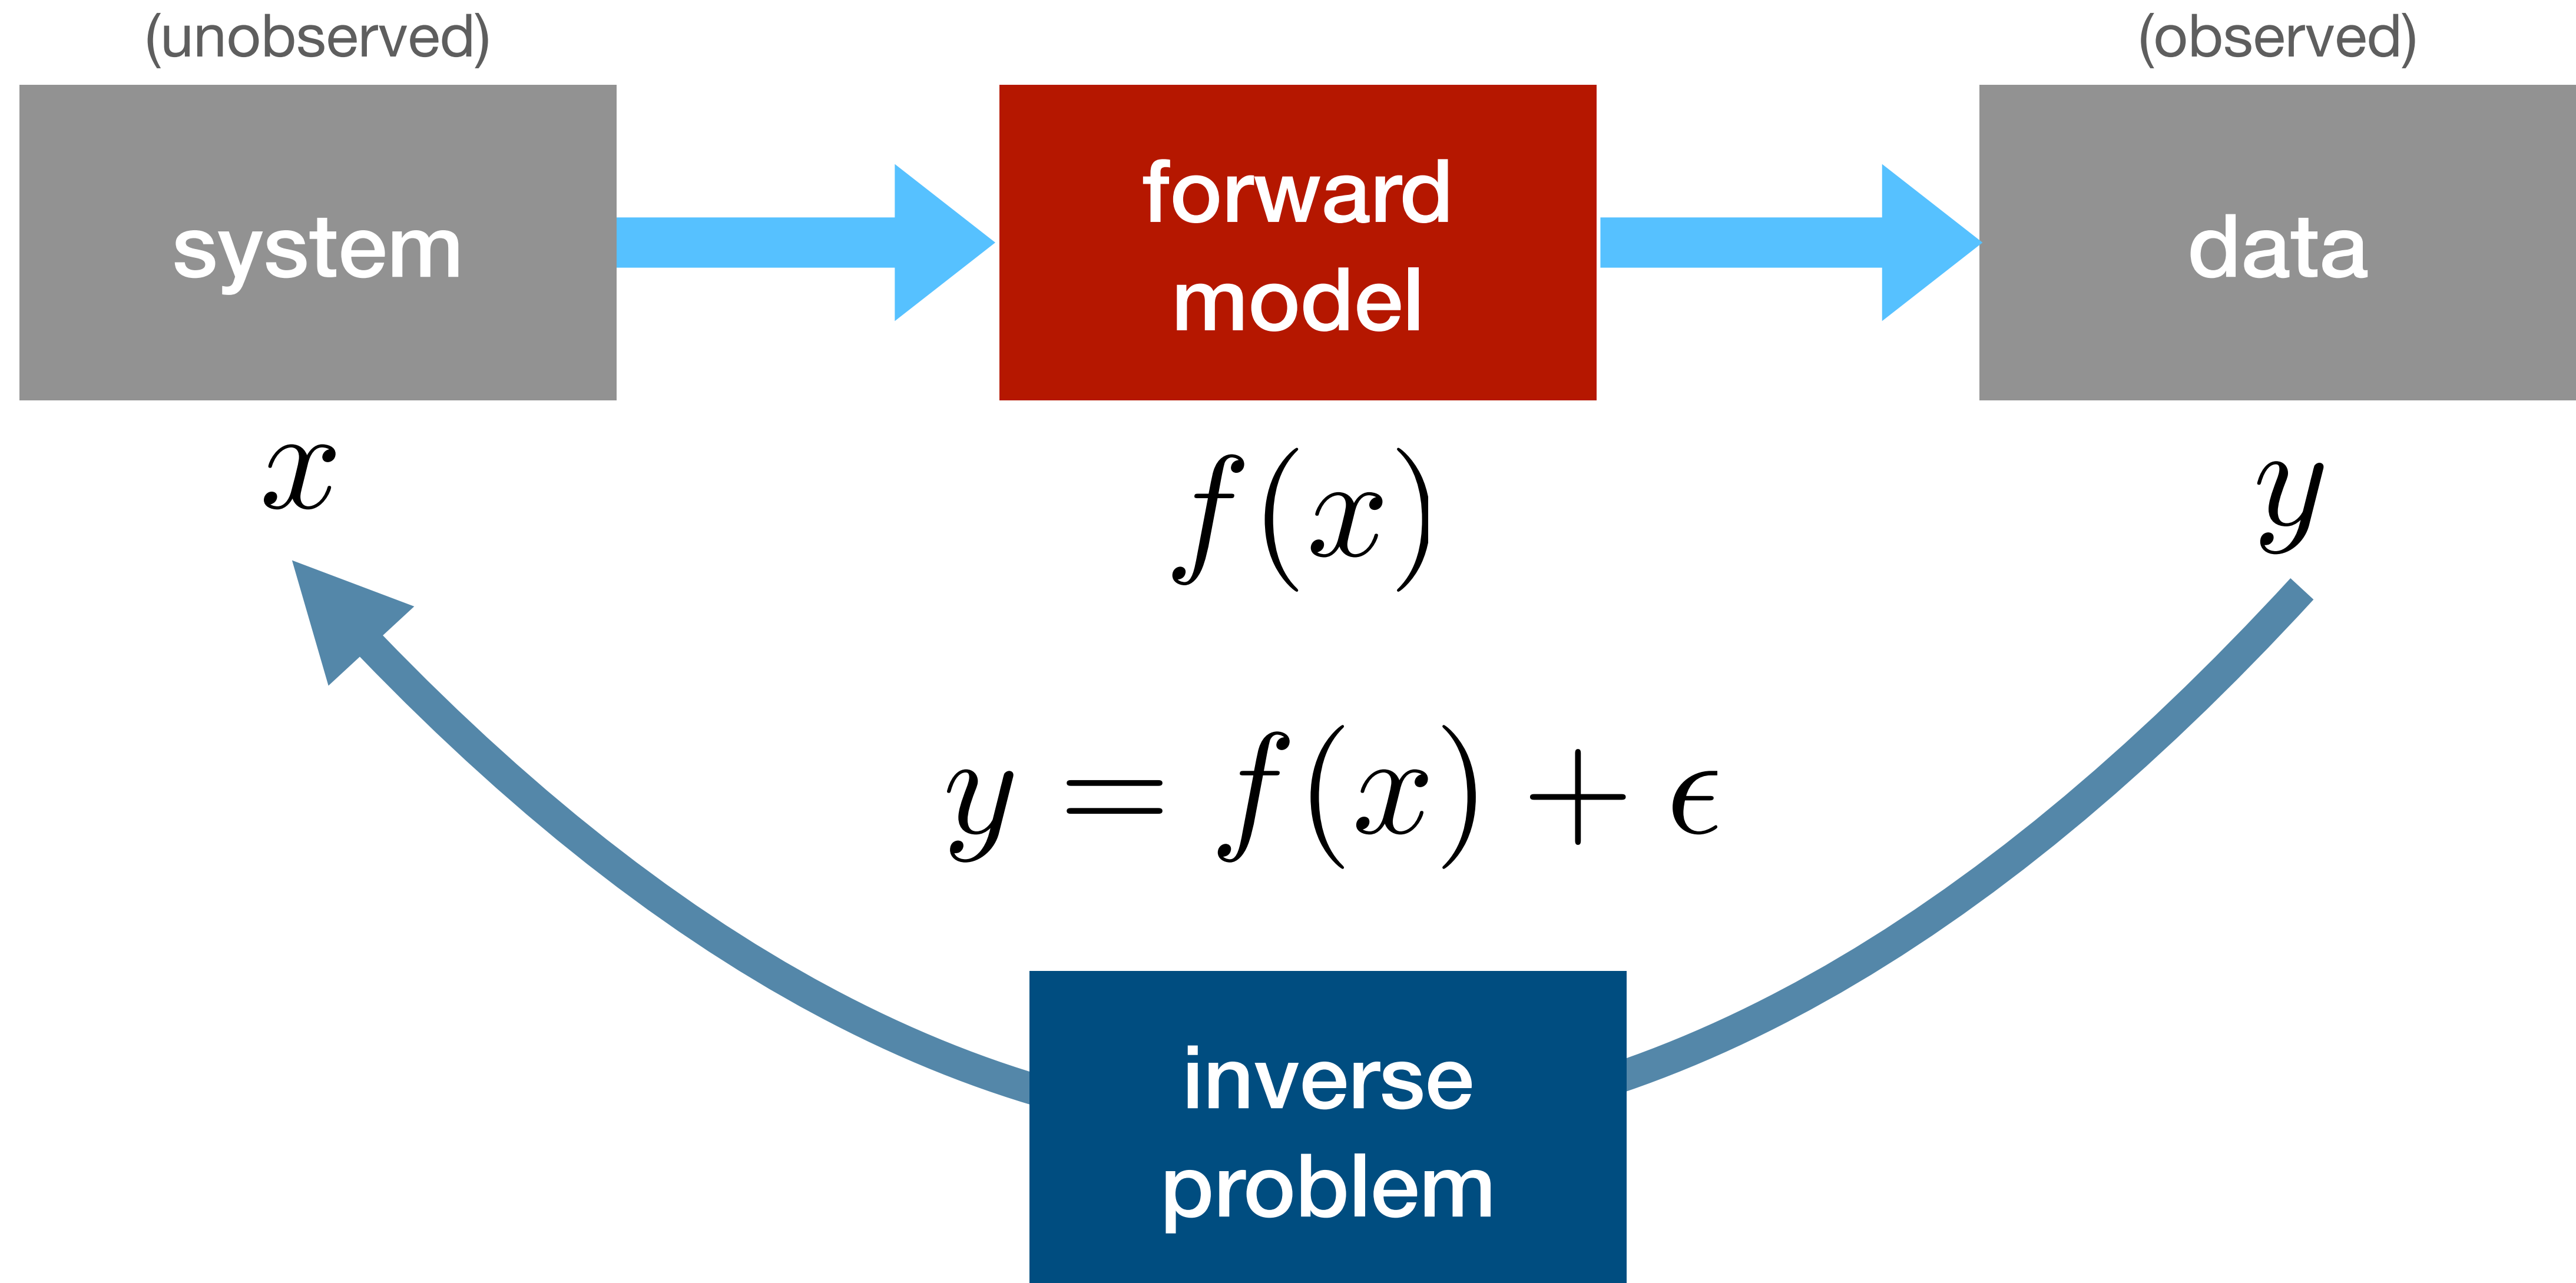 (unobserved)
(observed)
system
forward
model
data
x
f(x)
y
y = f(x) + ϵ
inverse
problem